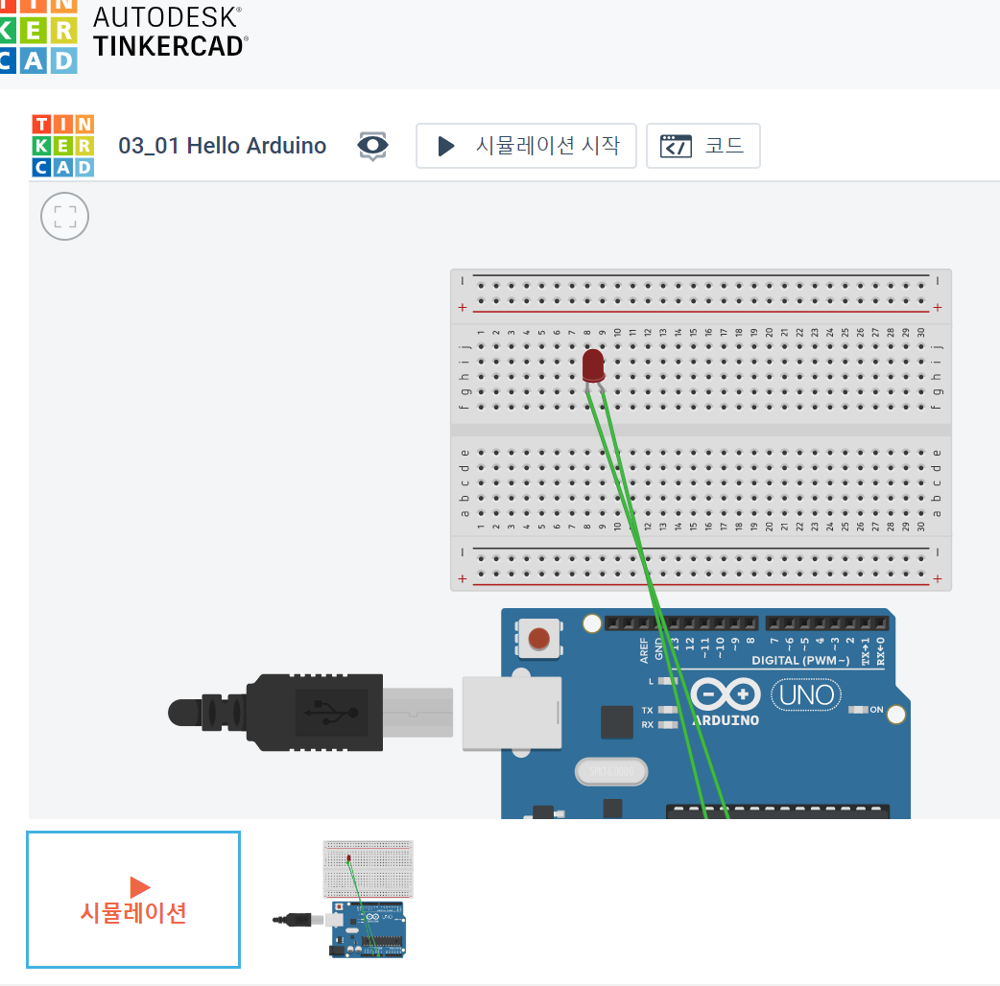 TIN
KER
CAD
AUTODESK®
TINKERCAD®
TIN
KER
CAD
03_01 Hello Arduino
시뮬레이션 시작
코드
1 2 3 4 5 6 7 8 9 10 11 12 13 14 15 16 17 18 19 20 21 22 23 24 25 26 27 28 29 30
j
i
h
g
f
e
d
c
b
a
1 2 3 4 5 6 7 8 9 10 11 12 13 14 15 16 17 18 19 20 21 22 23 24 25 26 27 28 29 30
AREF
GND
13
12
~11
~10
~9
8
7
~6
~5
4
~3
2
TX→1
RX←0
DIGITAL (PWM~)
L
TX
RX
ARDUINO
UNO
ON
시뮬레이션